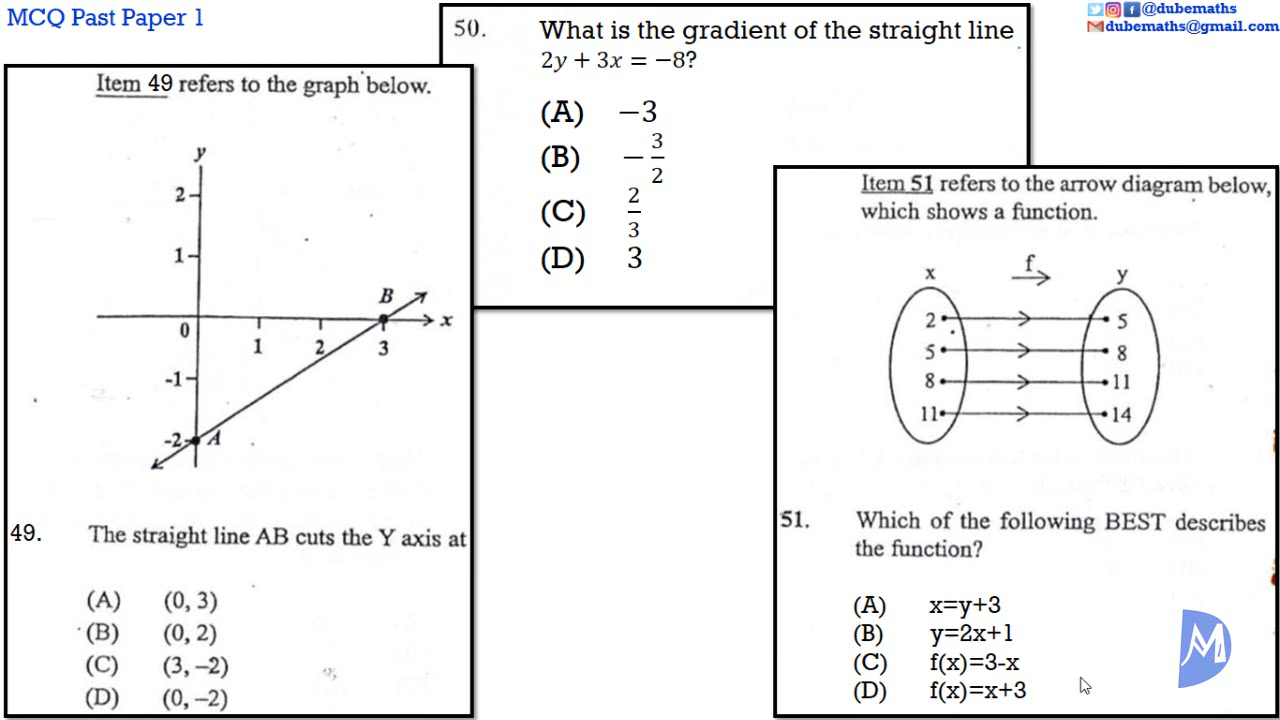 MCQ Past Paper 1
@dubemaths
dubemaths@gmail.com
Item 49 refers to the graph below.
y
2
1
B
x
0
1
2
3
-1
-2
A
49. The straight line AB cuts the Y axis at
(A) (0, 3)
(B) (0, 2)
(C) (3, –2)
(D) (0, –2)
50. What is the gradient of the straight line
2y + 3x = −8?
(A) −3
(B) −3/2
(C) 2/3
(D) 3
Item 51 refers to the arrow diagram below,
which shows a function.
x f y
2 5
5 8
8 11
11 14
51. Which of the following BEST describes
the function?
(A) x=y+3
(B) y=2x+1
(C) f(x)=3-x
(D) f(x)=x+3
M